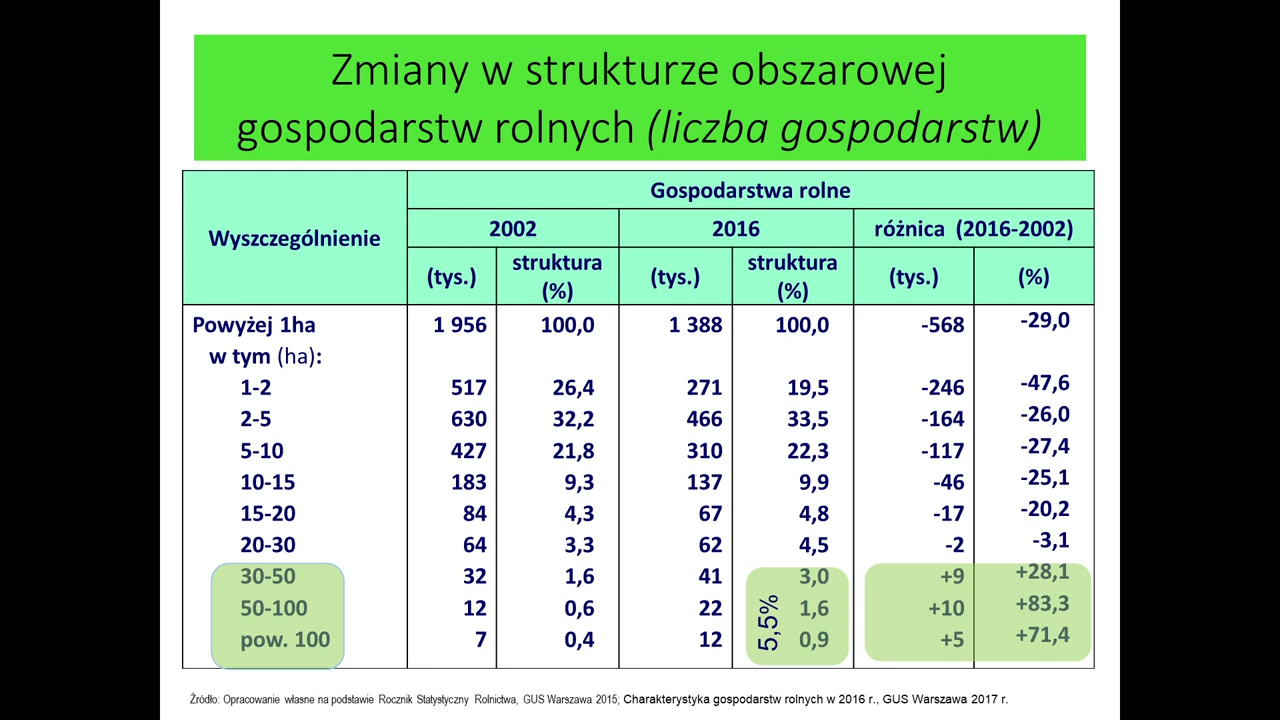 Zmiany w strukturze obszarowej
gospodarstw rolnych (liczba gospodarstw)
Wyszczególnienie
Gospodarstwa rolne
2002 2016 różnica (2016-2002)
(tys.) struktura (%) (tys.) struktura (%) (tys.) (%)
Powyżej 1ha 1 956 100,0 1 388 100,0 -568 -29,0
w tym (ha):
1-2 517 26,4 271 19,5 -246 -47,6
2-5 630 32,2 466 33,5 -164 -26,0
5-10 427 21,8 310 22,3 -117 -27,4
10-15 183 9,3 137 9,9 -46 -25,1
15-20 84 4,3 67 4,8 -17 -20,2
20-30 64 3,3 62 4,5 -2 -3,1
30-50 32 1,6 41 3,0 +9 +28,1
50-100 12 0,6 22 1,6 +10 +83,3
pow. 100 7 0,4 12 0,9 +5 +71,4
5,5%
Źródło: Opracowanie własne na podstawie Rocznik Statystyczny Rolnictwa, GUS Warszawa 2015; Charakterystyka gospodarstw rolnych w 2016 r., GUS Warszawa 2017 r.